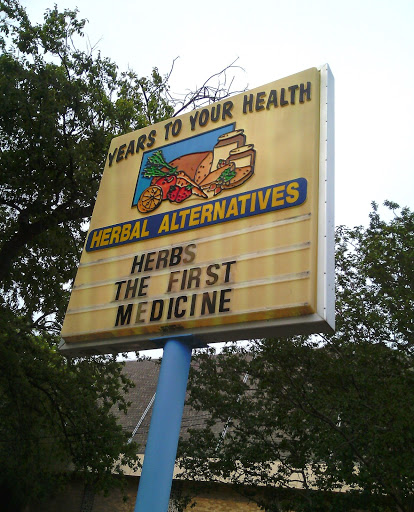 YEARS TO YOUR HEALTH
HERBAL ALTERNATIVES
HERBS
THE FIRST
MEDICINE